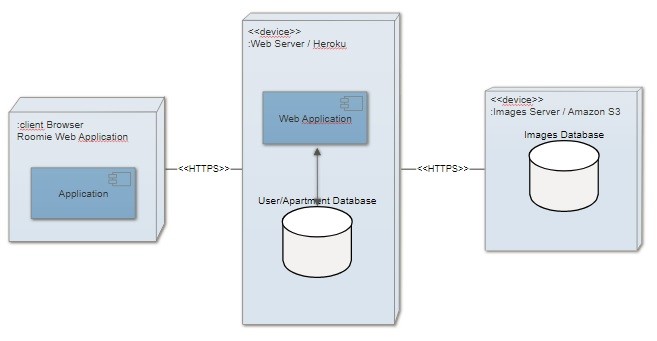 :client Browser
Roomie Web Application
Application
<<HTTPS>>
<<device>>
:Web Server / Heroku
Web Application
User/Apartment Database
<<HTTPS>>
<<device>>
:Images Server / Amazon S3
Images Database